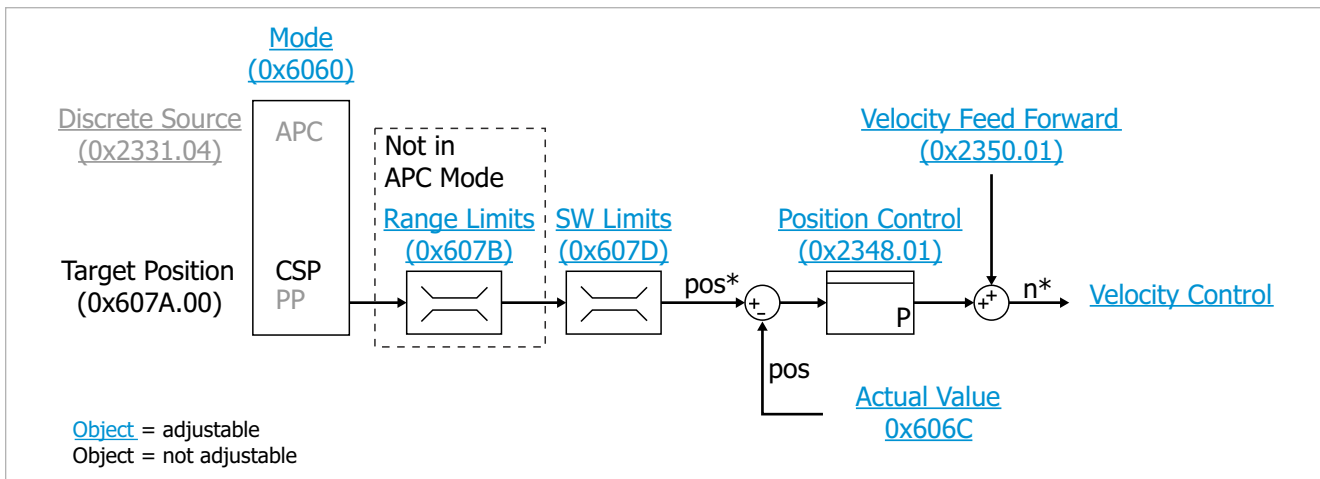 Mode
(0x6060)
Discrete Source
(0x2331.04)
APC
Not in
APC Mode
Velocity Feed Forward
(0x2350.01)
Range Limits
(0x607B)
SW Limits
(0x607D)
Position Control
(0x2348.01)
Target Position
(0x607A.00)
CSP
PP
pos*
+
-
P
+
+
n*
Velocity Control
pos
Actual Value
0x606C
Object = adjustable
Object = not adjustable